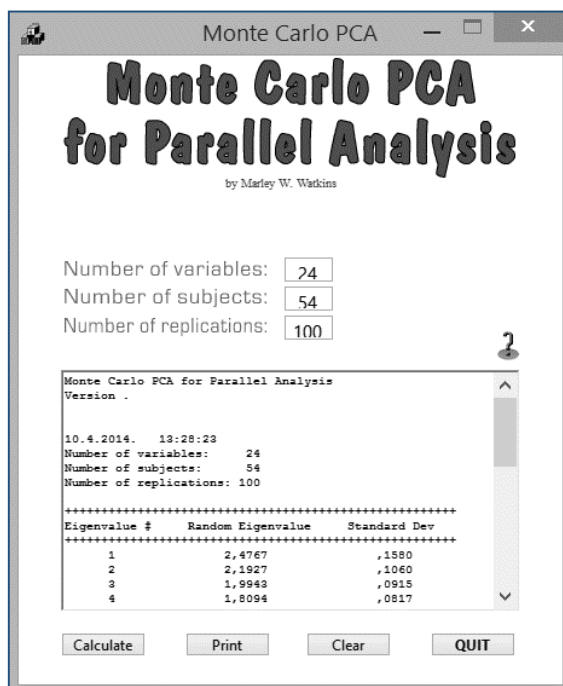 Monte Carlo PCA
Monte Carlo PCA
for Parallel Analysis
by Marley W. Watkins
Number of variables: 24
Number of subjects: 54
Number of replications: 100
?
Monte Carlo PCA for Parallel Analysis
Version .
10.4.2014. 13:28:23
Number of variables: 24
Number of subjects: 54
Number of replications: 100
++++++++++++++++++++++++++++++++++++++++++++++++++++
Eigenvalue # Random Eigenvalue Standard Dev
++++++++++++++++++++++++++++++++++++++++++++++++++++
1 2,4767 ,1580
2 2,1927 ,1060
3 1,9943 ,0915
4 1,8094 ,0817
Calculate Print Clear QUIT